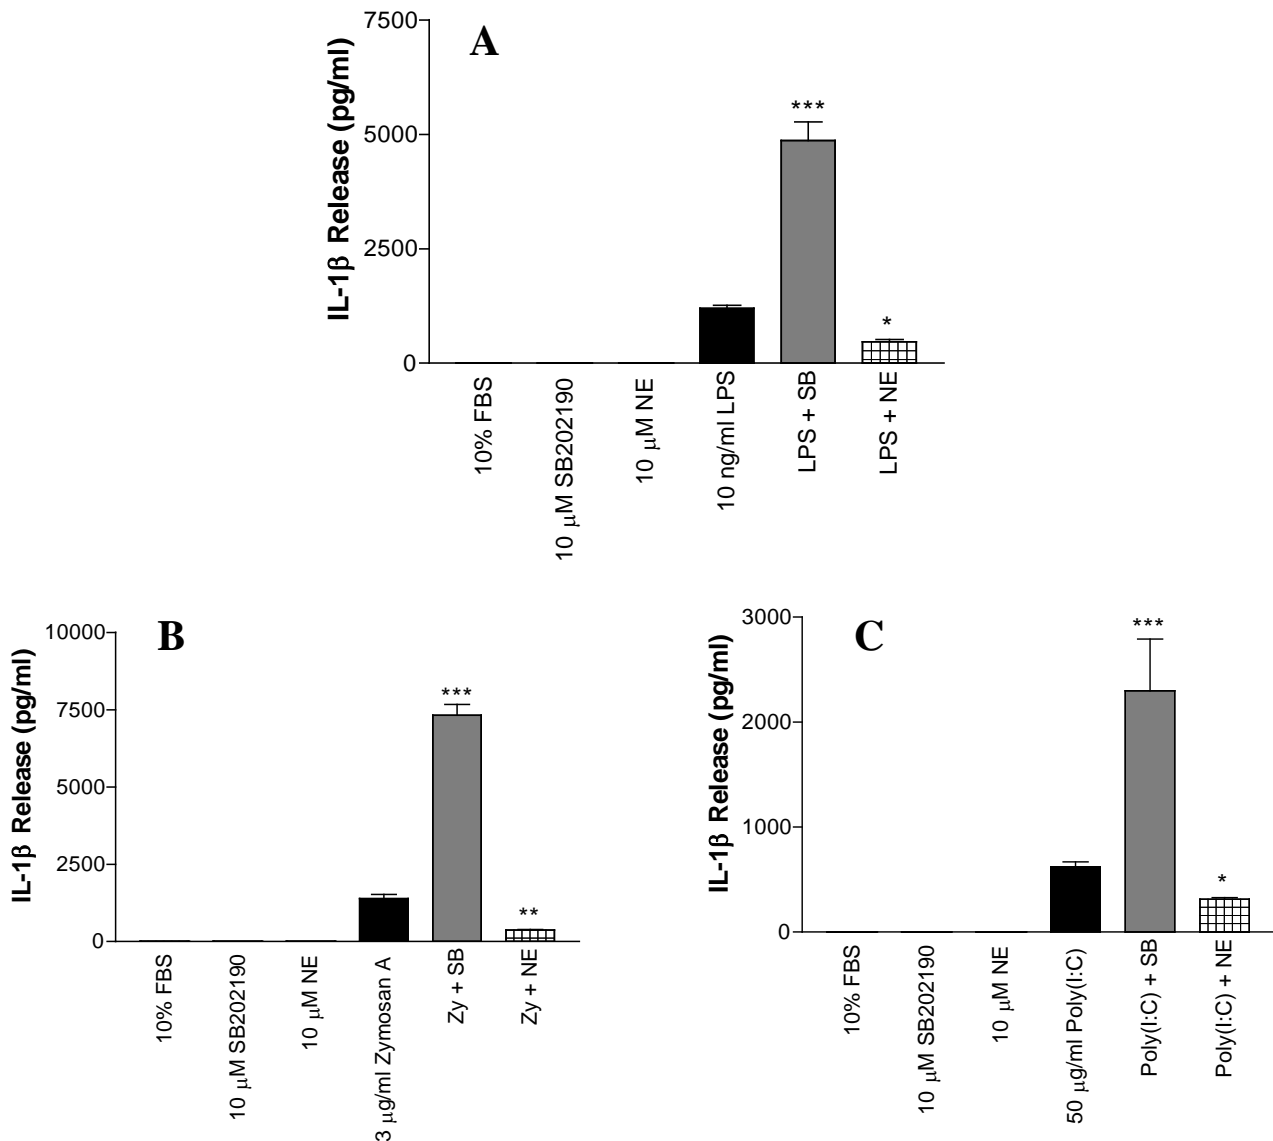 A
IL-1β Release (pg/ml)
7500
5000
2500
0
***
*
10% FBS
10 μM SB202190
10 μM NE
10 ng/ml LPS
LPS + SB
LPS + NE
B
IL-1β Release (pg/ml)
10000
7500
5000
2500
0
***
**
10% FBS
10 μM SB202190
10 μM NE
3 μg/ml Zymosan A
Zy + SB
Zy + NE
C
IL-1β Release (pg/ml)
3000
2000
1000
0
***
*
10% FBS
10 μM SB202190
10 μM NE
50 μg/ml Poly(I:C)
Poly(I:C) + SB
Poly(I:C) + NE